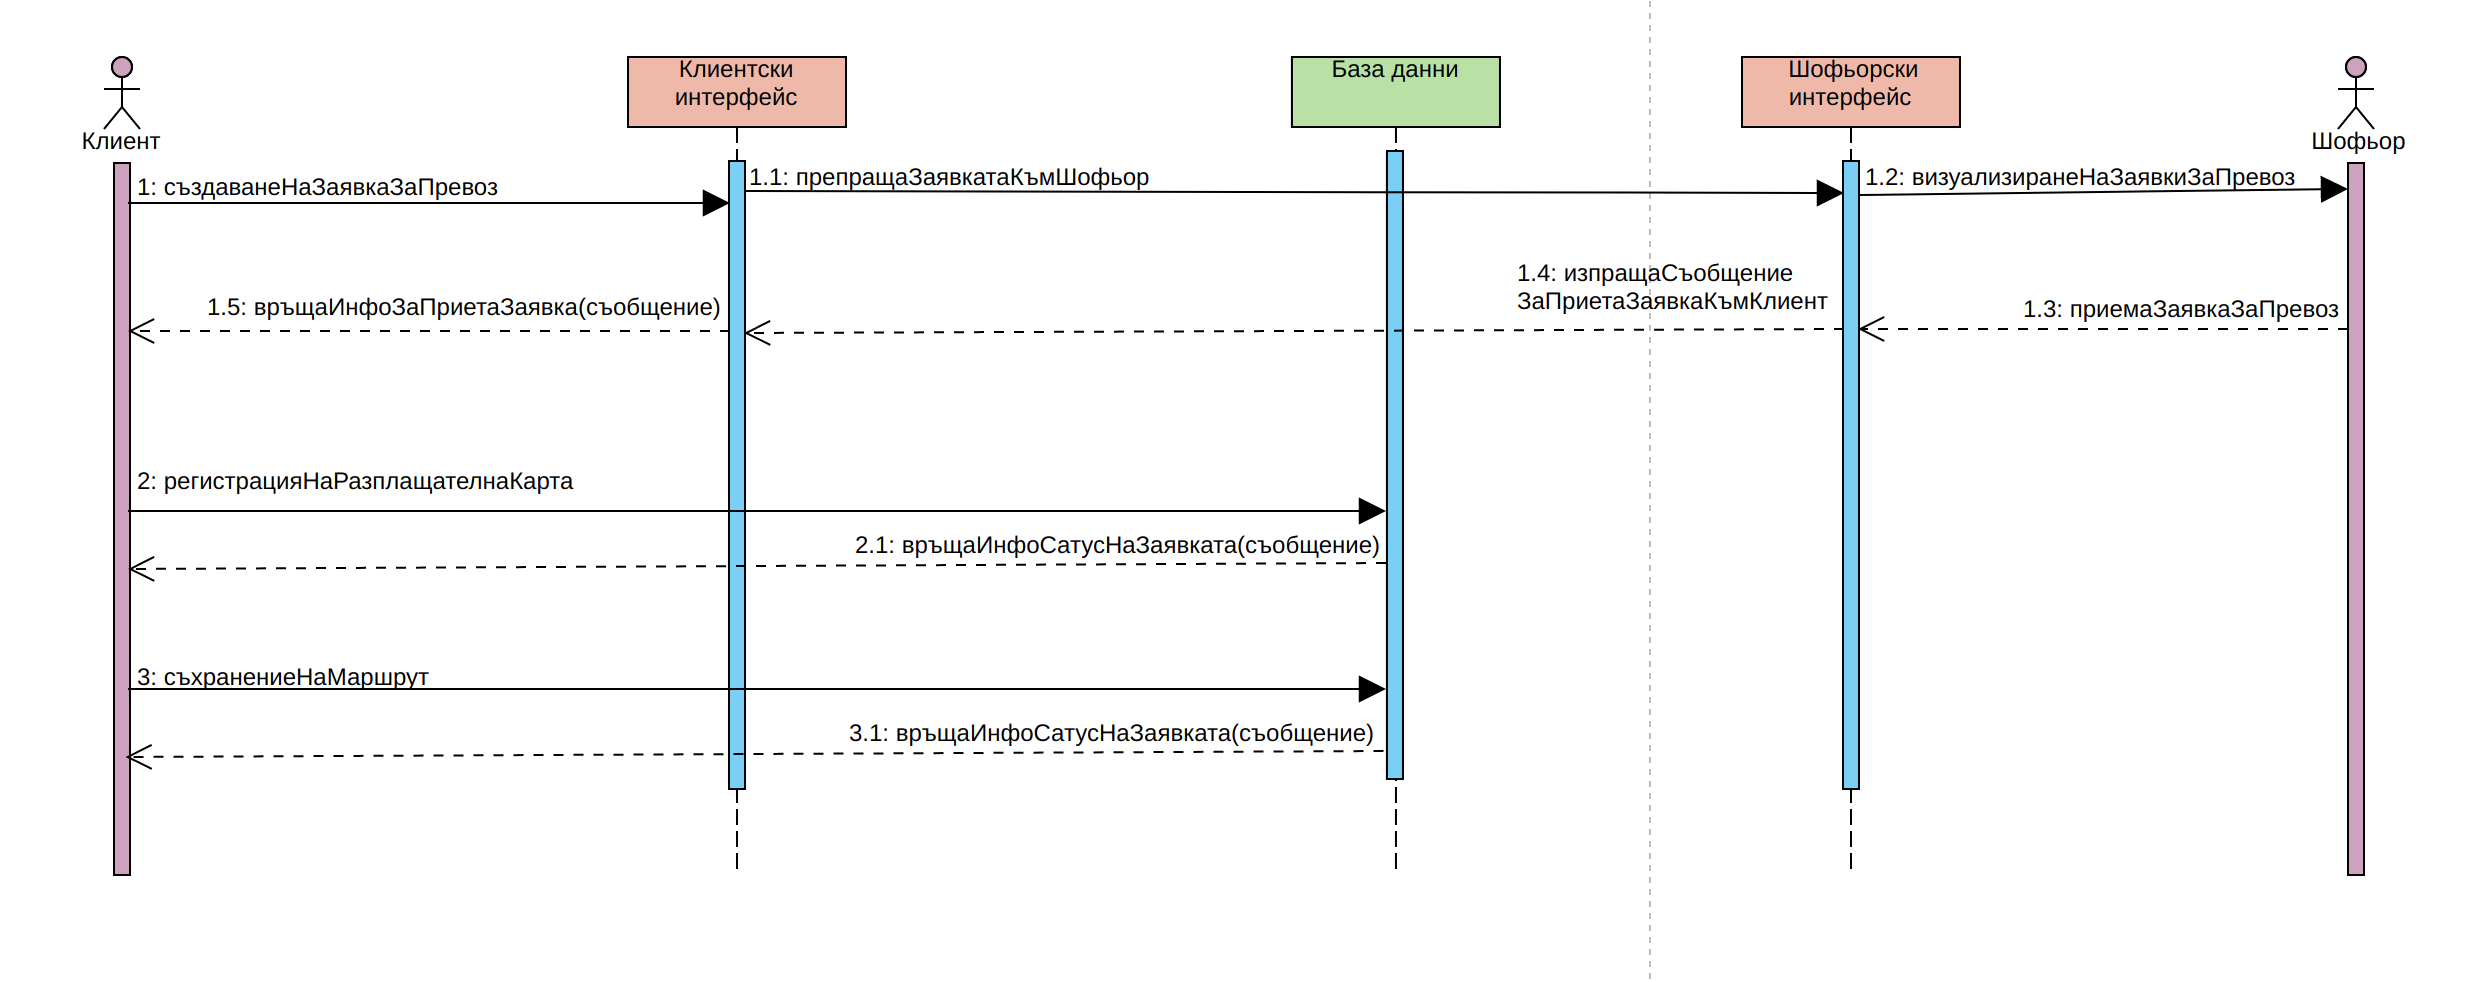 Клиентски
интерфейс
База данни
Шофьорски
интерфейс
Клиент
Шофьор
1: създаванеНаЗаявкаЗаПревоз
1.1: препращаЗаявкатаКъмШофьор
1.2: визуализиранеНаЗаявкиЗаПревоз
1.4: изпращаСъобщение
ЗаПриетаЗаявкаКъмКлиент
1.5: връщаИнфоЗаПриетаЗаявка(съобщение)
1.3: приемаЗаявкаЗаПревоз
2: регистрацияНаРазплащателнаКарта
2.1: връщаИнфоСатусНаЗаявката(съобщение)
3: съхранениеНаМаршрут
3.1: връщаИнфоСатусНаЗаявката(съобщение)